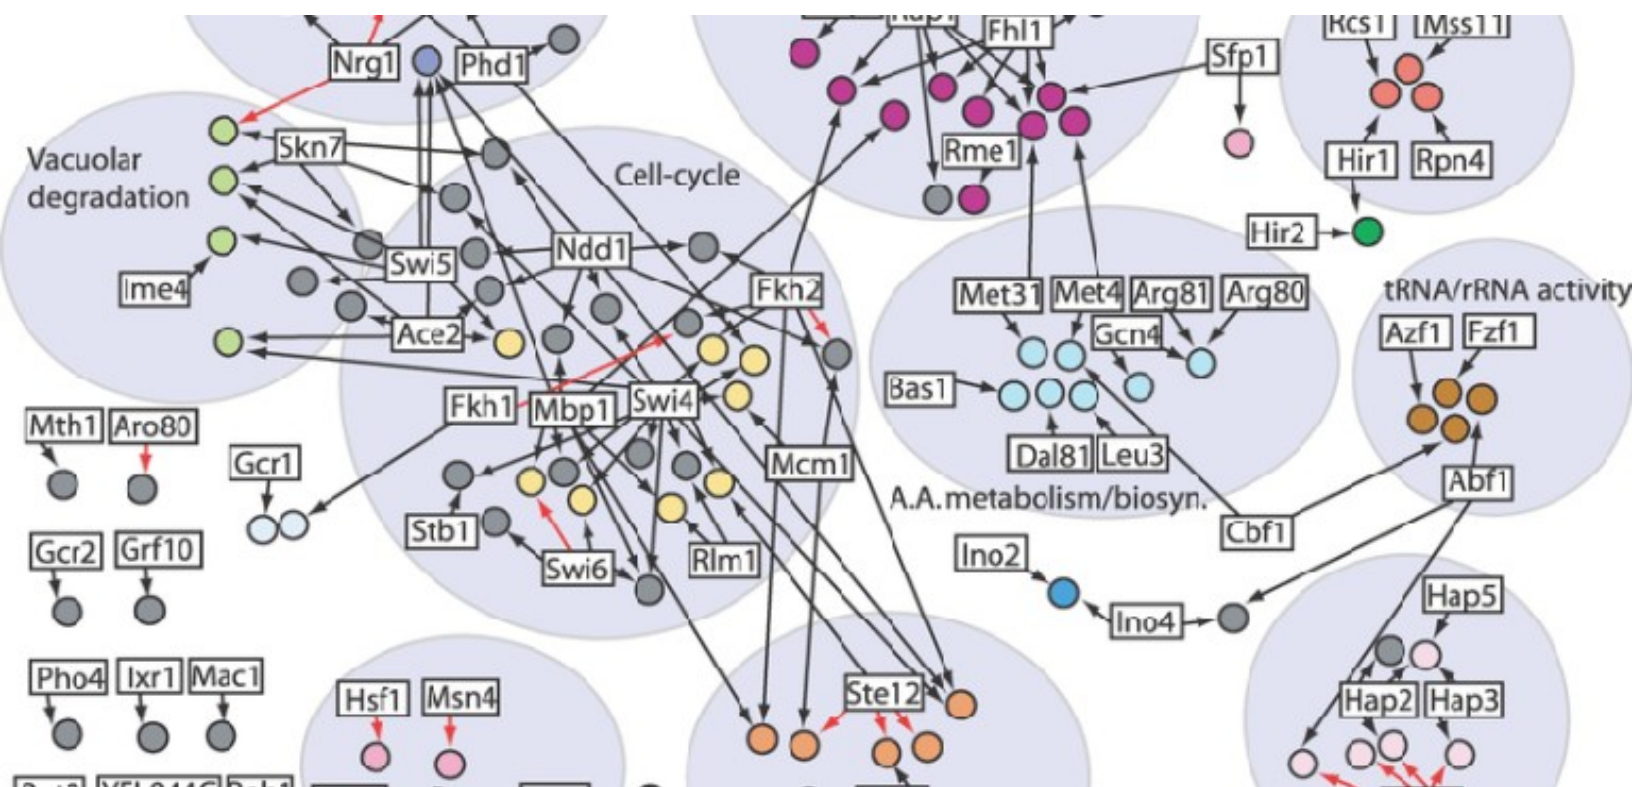 Rcs1
Mss11
Nrg1
Phd1
Fhl1
Sfp1
Skn7
Rme1
Hir1
Rpn4
Vacuolar
degradation
Cell-cycle
Hir2
Ndd1
Swi5
Ime4
Fkh2
Met31
Met4
Arg81
Arg80
tRNA/rRNA activity
Ace2
Gcn4
Azf1
Fzf1
Fkh1
Mbp1
Swi4
Bas1
Mth1
Aro80
Gcr1
Mcm1
Dal81
Leu3
Abf1
A.A.metabolism/biosyn.
Stb1
Cbf1
Gcr2
Grf10
Swi6
Rlm1
Ino2
Hap5
Ino4
Pho4
Ixr1
Mac1
Hsf1
Msn4
Ste12
Hap2
Hap3